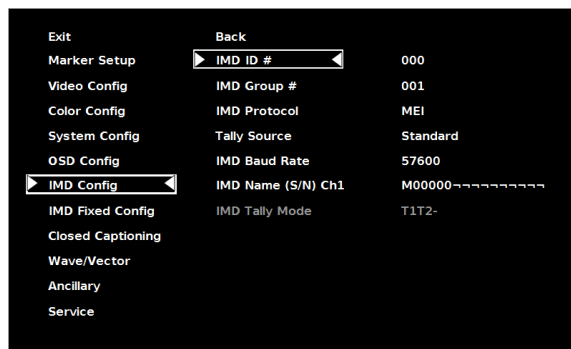 Exit Back
Marker Setup IMD ID # 000
Video Config IMD Group # 001
Color Config IMD Protocol MEI
System Config Tally Source Standard
OSD Config IMD Baud Rate 57600
IMD Config IMD Name (S/N) Ch1 M00000¬¬¬¬¬¬¬¬¬¬
IMD Fixed Config IMD Tally Mode T1T2-
Closed Captioning
Wave/Vector
Ancillary
Service